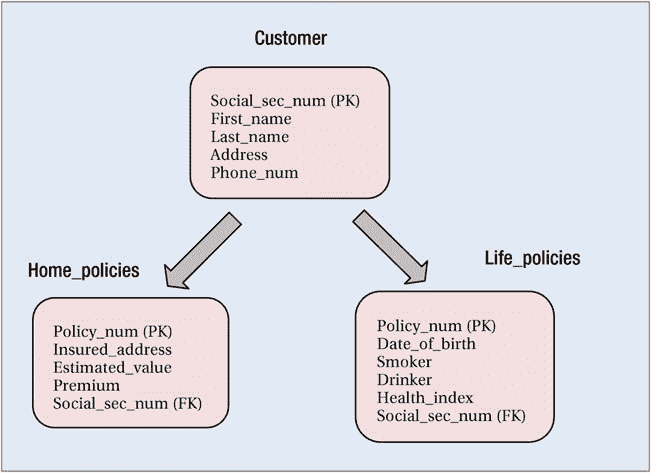 Customer
Social_sec_num (PK)
First_name
Last_name
Address
Phone_num
Home_policies
Policy_num (PK)
Insured_address
Estimated_value
Premium
Social_sec_num (FK)
Life_policies
Policy_num (PK)
Date_of_birth
Smoker
Drinker
Health_index
Social_sec_num (FK)